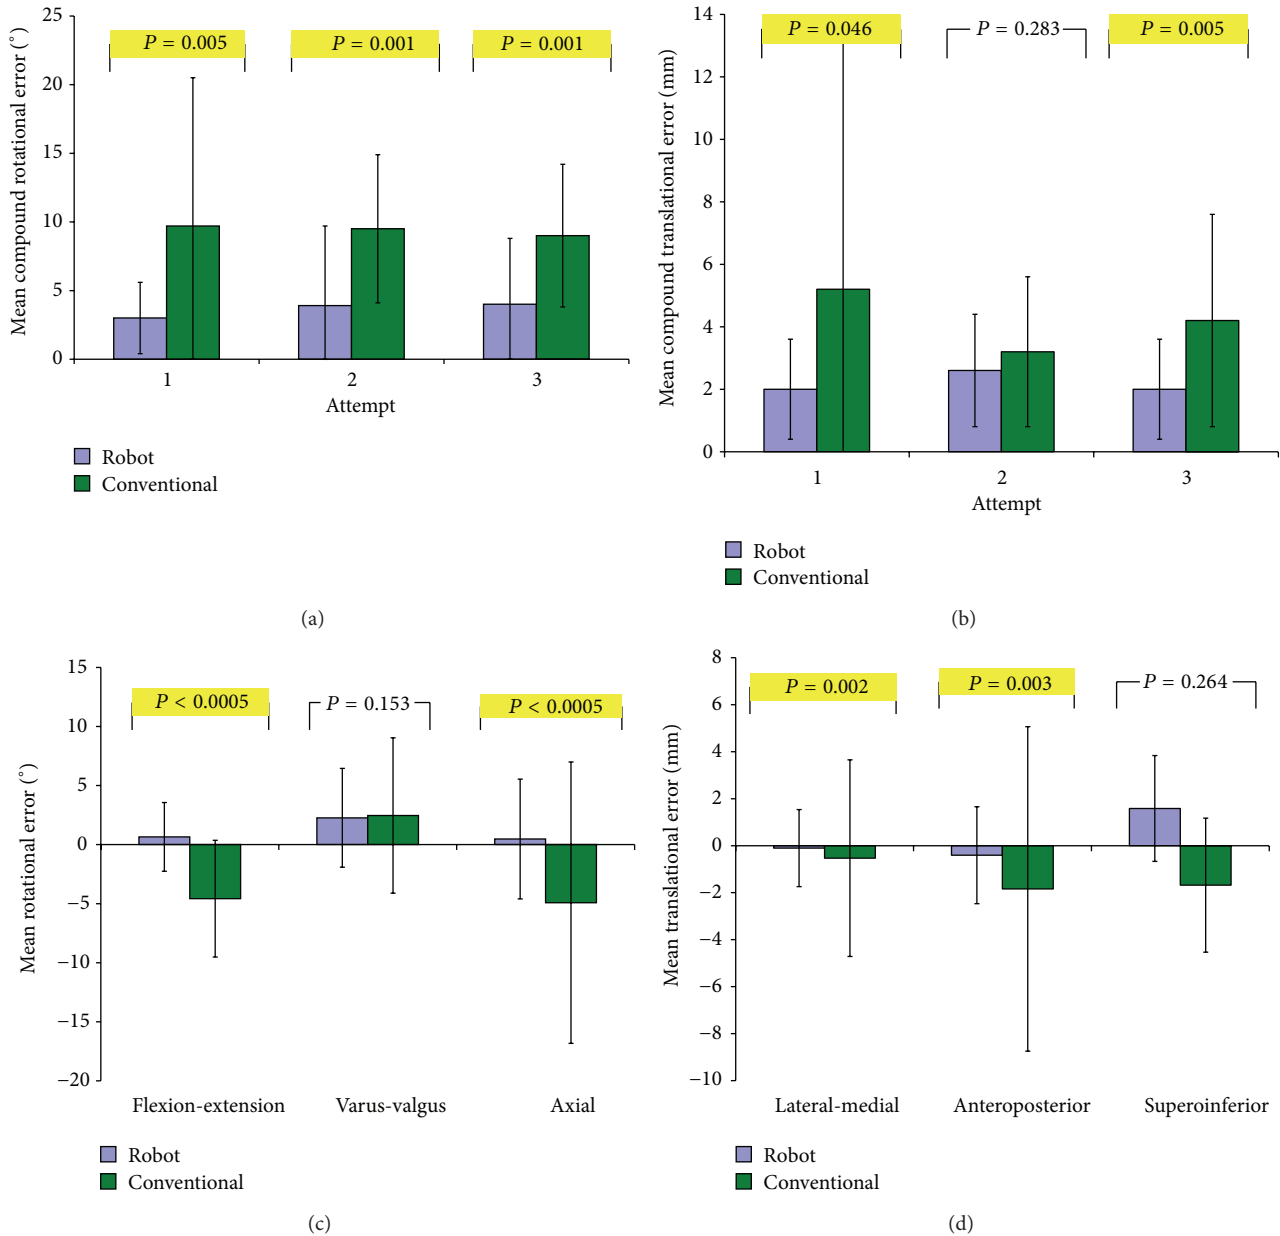 Mean compound rotational error (°)
25
20
15
10
5
0
P = 0.005
P = 0.001
P = 0.001
1
2
3
Attempt
Robot
Conventional
(a)
Mean compound translational error (mm)
14
12
10
8
6
4
2
0
P = 0.046
P = 0.283
P = 0.005
1
2
3
Attempt
Robot
Conventional
(b)
Mean rotational error (°)
15
10
5
0
−5
−10
−15
−20
P < 0.0005
P = 0.153
P < 0.0005
Flexion-extension
Varus-valgus
Axial
Robot
Conventional
(c)
Mean translational error (mm)
8
6
4
2
0
−2
−4
−6
−8
−10
P = 0.002
P = 0.003
P = 0.264
Lateral-medial
Anteroposterior
Superoinferior
Robot
Conventional
(d)